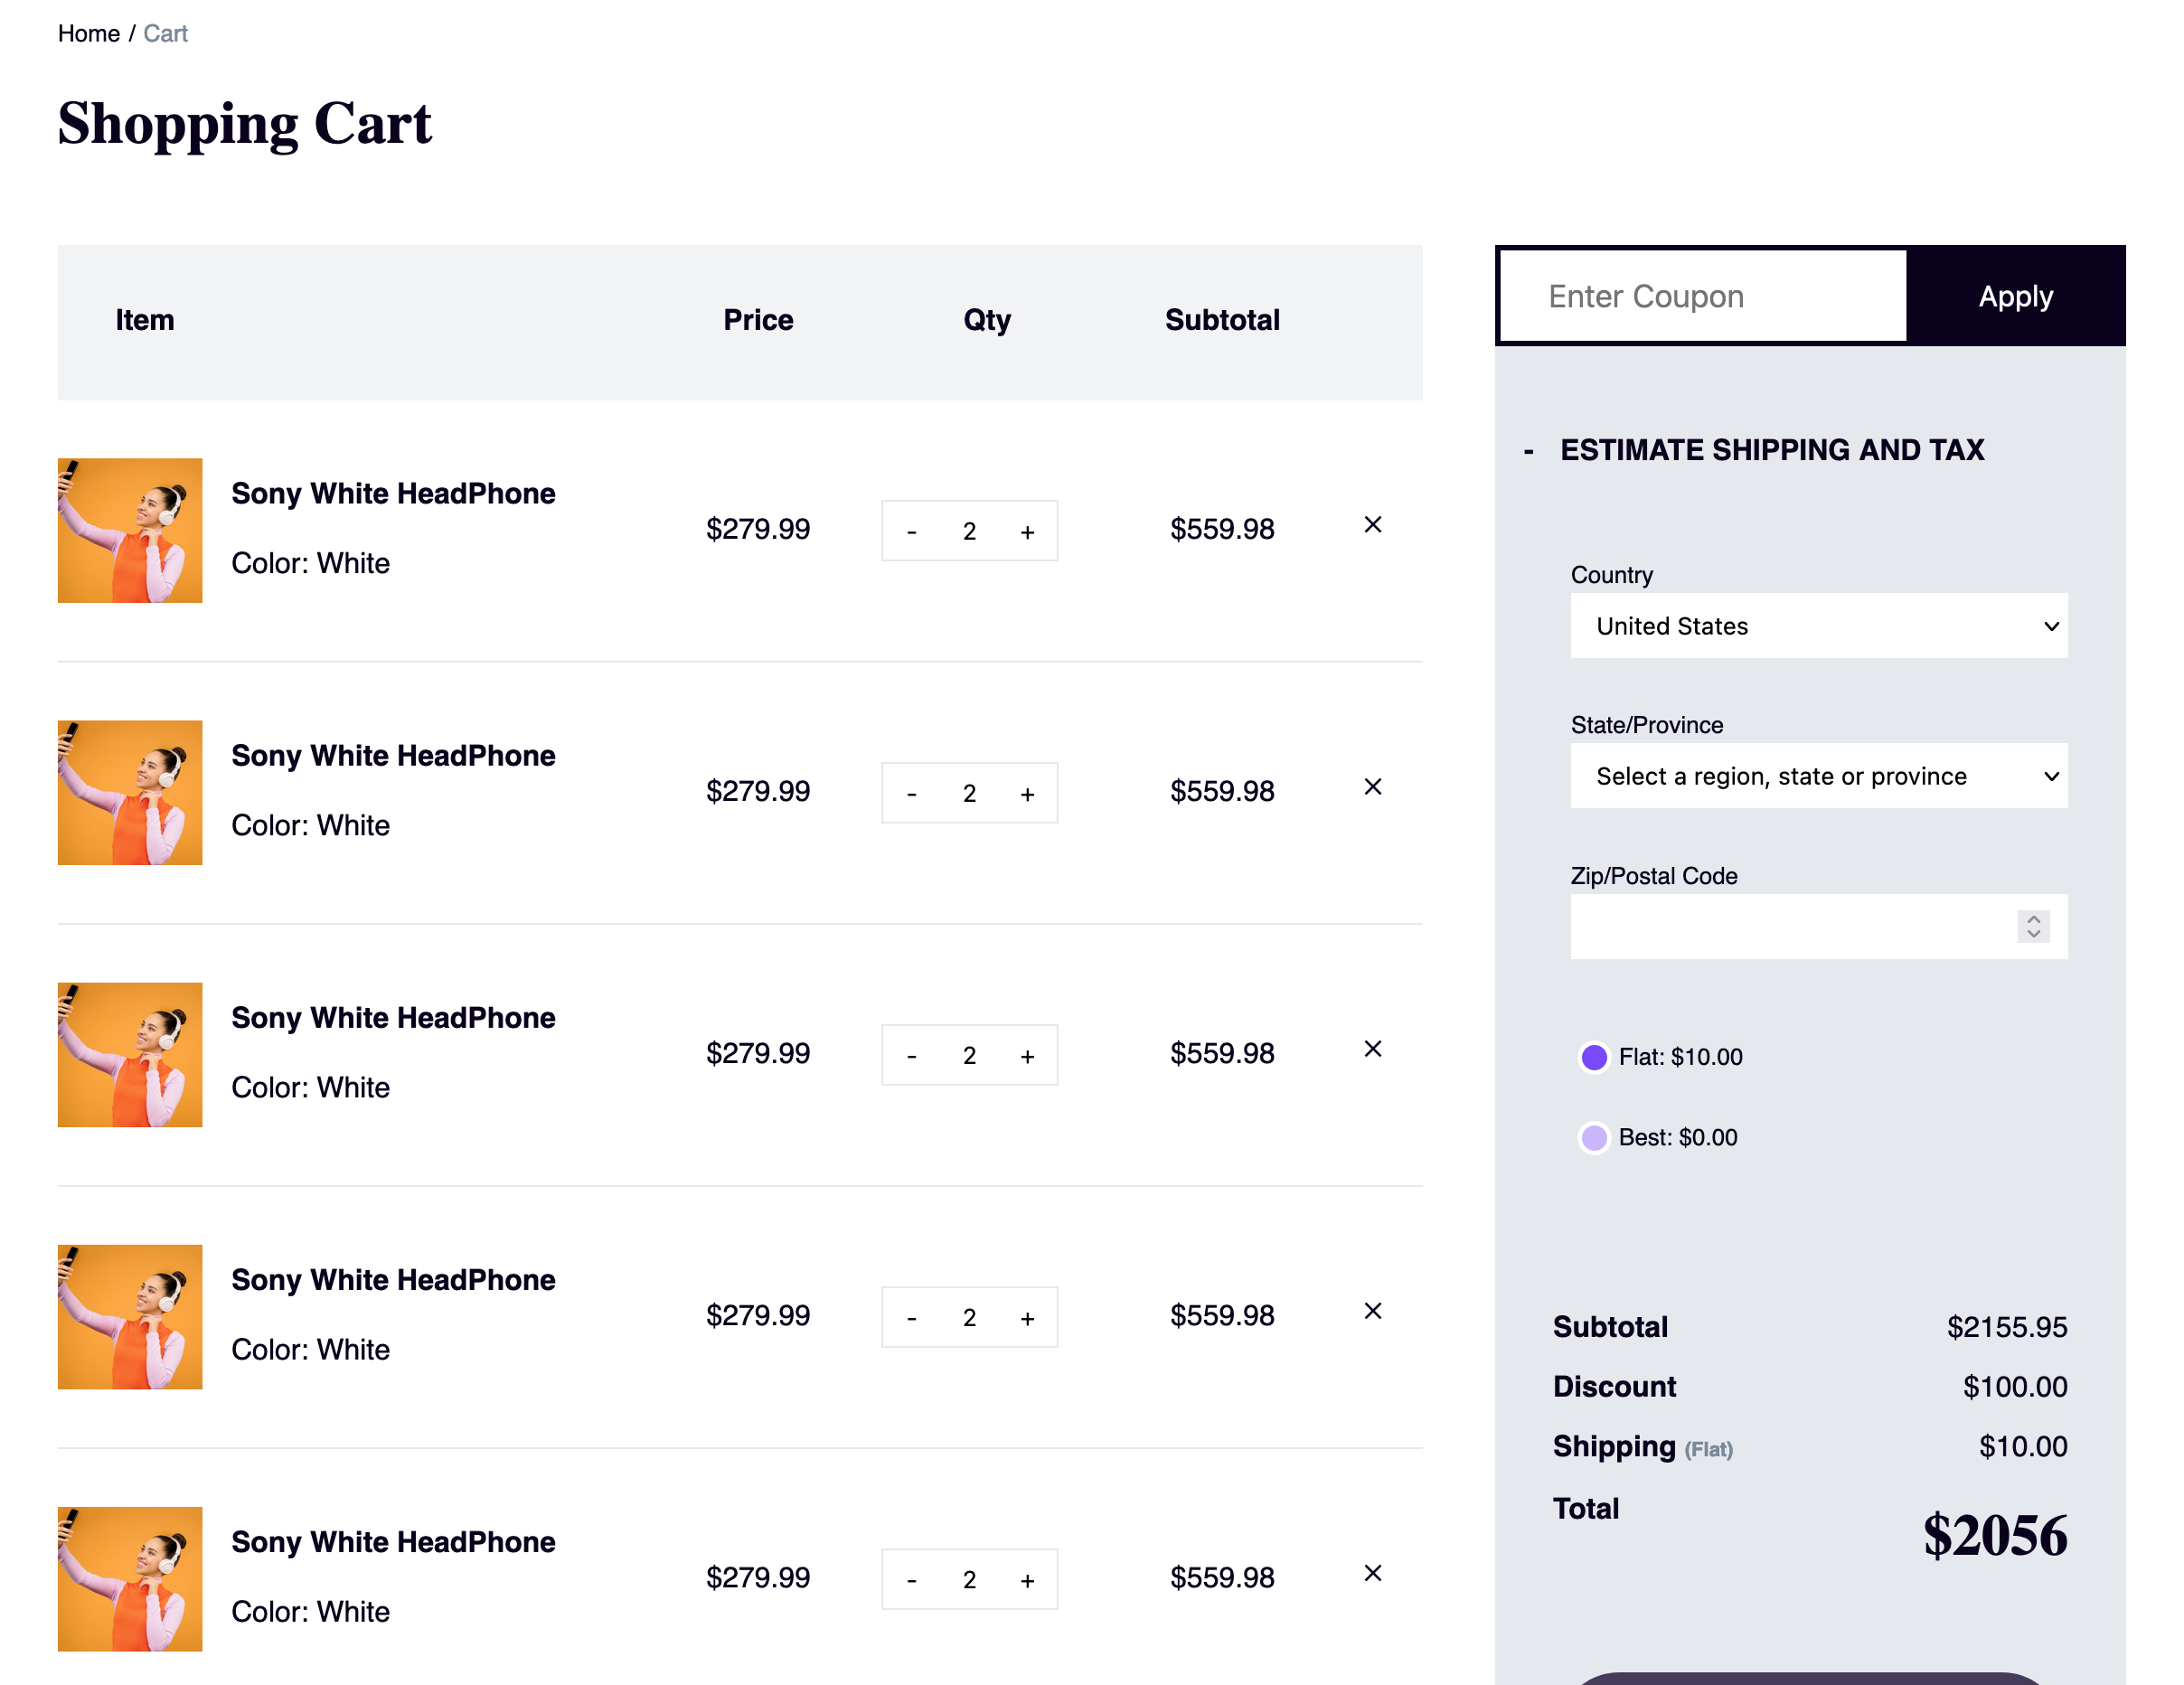 Home / Cart
Shopping Cart
Item Price Qty Subtotal
Sony White HeadPhone
Color: White
$279.99 - 2 + $559.98 ×
Sony White HeadPhone
Color: White
$279.99 - 2 + $559.98 ×
Sony White HeadPhone
Color: White
$279.99 - 2 + $559.98 ×
Sony White HeadPhone
Color: White
$279.99 - 2 + $559.98 ×
Sony White HeadPhone
Color: White
$279.99 - 2 + $559.98 ×
Enter Coupon Apply
- ESTIMATE SHIPPING AND TAX
Country
United States
State/Province
Select a region, state or province
Zip/Postal Code
Flat: $10.00
Best: $0.00
Subtotal $2155.95
Discount $100.00
Shipping (Flat) $10.00
Total $2056